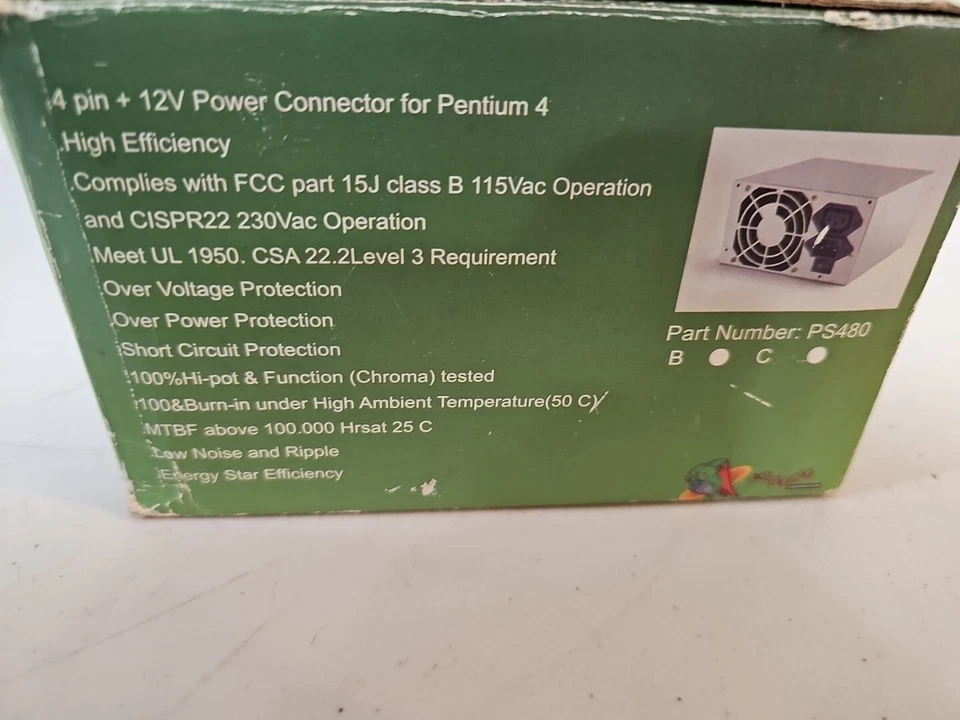 .4 pin + 12V Power Connector for Pentium 4
.High Efficiency
.Complies with FCC part 15J class B 115Vac Operation
and CISPR22 230Vac Operation
.Meet UL 1950. CSA 22.2Level 3 Requirement
.Over Voltage Protection
.Over Power Protection
.Short Circuit Protection
.100%Hi-pot & Function (Chroma) tested
.100&Burn-in under High Ambient Temperature(50 C)
.MTBF above 100.000 Hrsat 25 C
.Low Noise and Ripple
.Energy Star Efficiency
Part Number: PS480
B C